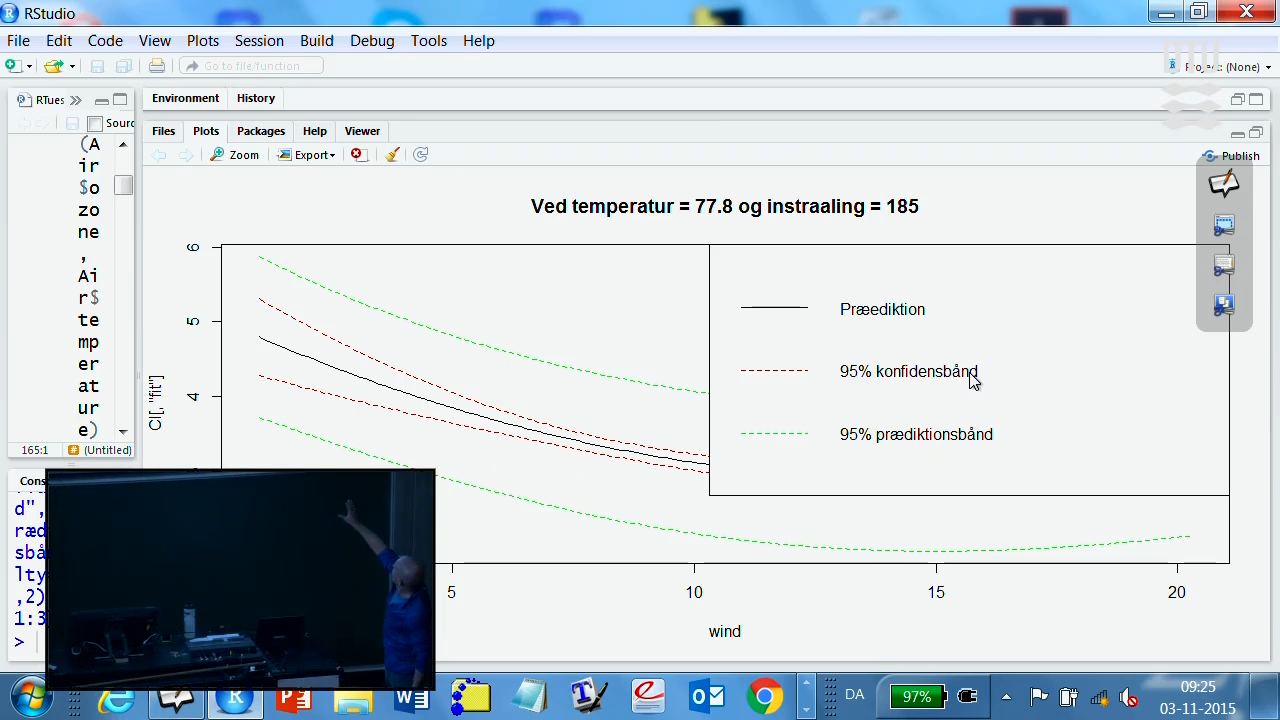 RStudio
File Edit Code View Plots Session Build Debug Tools Help
Go to file/function
Project: (None)
RTues
Environment History
Sourc
Files Plots Packages Help Viewer
Zoom Export Publish
(A
ir
$o
zo
ne
,
Ai
r$
te
mp
er
at
ur
e)
165:1 (Untitled)
Cons
d",
ræd
sbå
lty
,2)
1:3
>
Ved temperatur = 77.8 og instraaling = 185
CI[, "fit"]
6
5
4
Præediktion
95% konfidensbånd
95% prædiktionsbånd
5 10 15 20
wind
DA
97%
09:25
03-11-2015